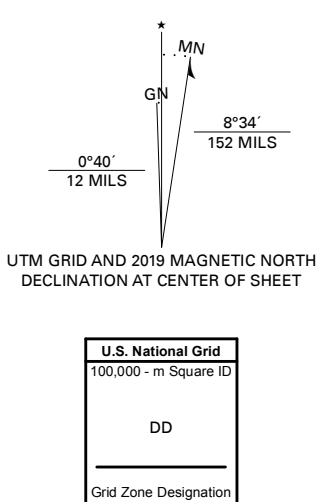 ★
MN
GN
8°34´
152 MILS
0°40´
12 MILS
UTM GRID AND 2019 MAGNETIC NORTH
DECLINATION AT CENTER OF SHEET
U.S. National Grid
100,000 - m Square ID
DD
Grid Zone Designation